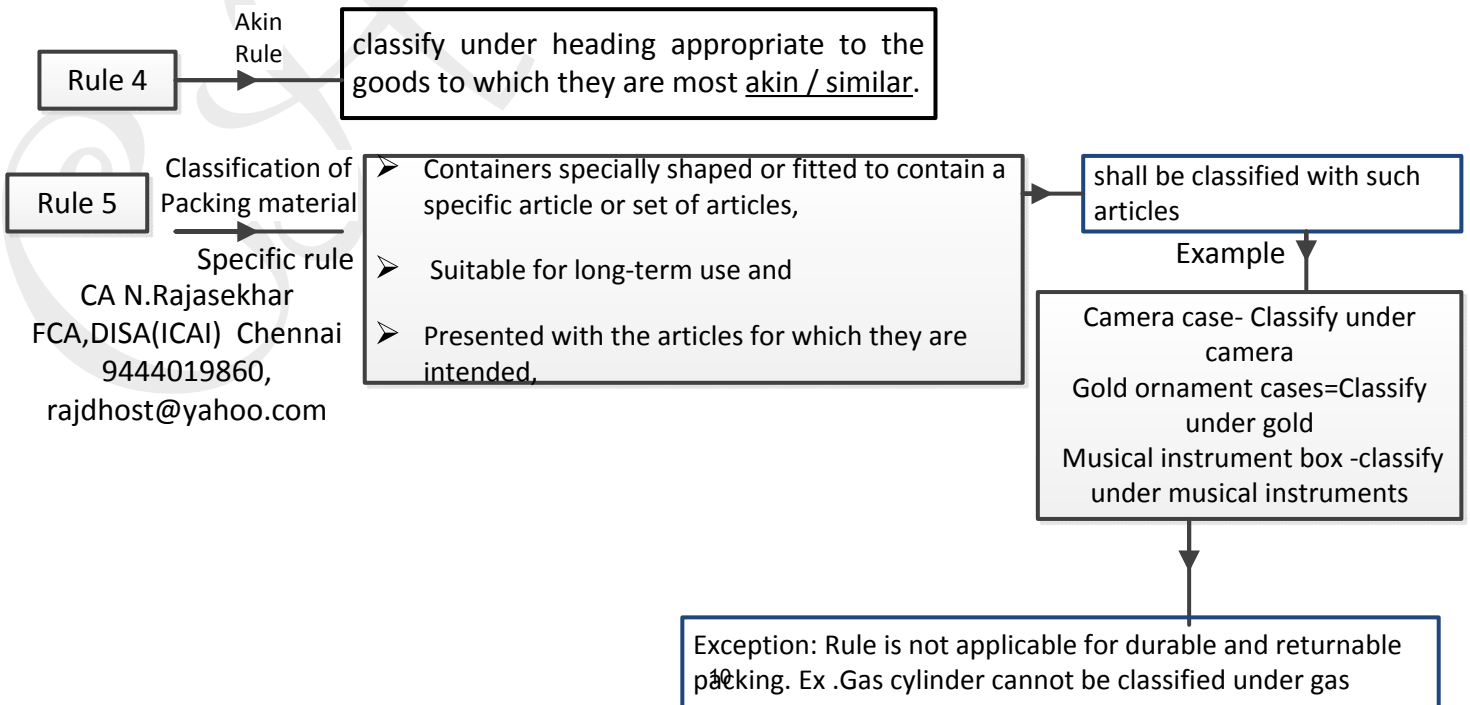 Akin
Rule
Rule 4
classify under heading appropriate to the
goods to which they are most akin / similar.
Rule 5
Classification of
Packing material
Specific rule
CA N.Rajasekhar
FCA,DISA(ICAI) Chennai
9444019860,
rajdhost@yahoo.com
➢ Containers specially shaped or fitted to contain a
specific article or set of articles,
➢ Suitable for long-term use and
➢ Presented with the articles for which they are
intended,
shall be classified with such
articles
Example
Camera case- Classify under
camera
Gold ornament cases=Classify
under gold
Musical instrument box -classify
under musical instruments
Exception: Rule is not applicable for durable and returnable
packing. Ex .Gas cylinder cannot be classified under gas
10